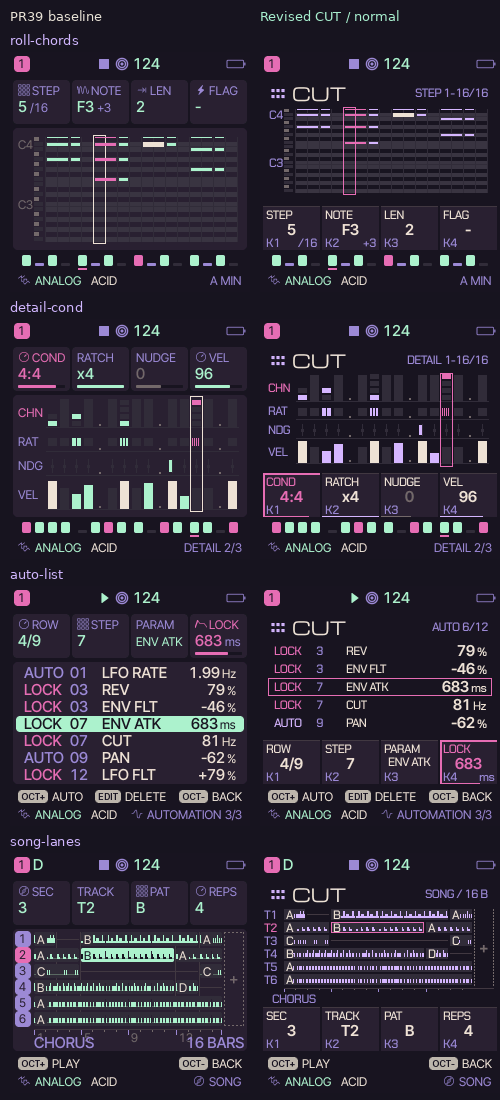 PR39 baseline
Revised CUT / normal
roll-chords
1 124
1 124
STEP NOTE LEN FLAG
5 /16 F3 +3 2 -
CUT STEP 1-16/16
C4
C3
C4
C3
STEP NOTE LEN FLAG
5 F3 2 -
K1 /16 K2 +3 K3 K4
ANALOG ACID A MIN
ANALOG ACID
detail-cond
1 124
1 124
COND RATCH NUDGE VEL
4:4 x4 0 96
CUT DETAIL 1-16/16
CHN
RAT
NDG
VEL
CHN
RAT
NDG
VEL
COND RATCH NUDGE VEL
4:4 x4 0 96
K1 K2 K3 K4
ANALOG ACID DETAIL 2/3
ANALOG ACID DETAIL 2/3
auto-list
1 124
1 124
ROW STEP PARAM LOCK
4/9 7 ENV ATK 683 ms
CUT AUTO 6/12
AUTO 01 LFO RATE 1.99 Hz
LOCK 03 REV 79 %
LOCK 03 ENV FLT -46 %
LOCK 07 ENV ATK 683 ms
LOCK 07 CUT 81 Hz
AUTO 09 PAN -62 %
LOCK 12 LFO FLT +79 %
LOCK 3 REV 79 %
LOCK 3 ENV FLT -46 %
LOCK 7 ENV ATK 683 ms
LOCK 7 CUT 81 Hz
AUTO 9 PAN -62 %
ROW STEP PARAM LOCK
4/9 7 ENV ATK 683
K1 K2 K3 K4 ms
OCT+ AUTO EDIT DELETE OCT- BACK
OCT+ AUTO EDIT DELETE OCT- BACK
ANALOG ACID AUTOMATION 3/3
ANALOG ACID AUTOMATION 3/3
song-lanes
1 D 124
1 D 124
SEC TRACK PAT REPS
3 T2 B 4
CUT SONG / 16 B
1 A B A
2 A B A
3 C C
4 B D
5 A
6 A
+
CHORUS 9 16 BARS
T1 A B A
T2 A B A
T3 C C
T4 B D
T5 A
T6 A
+
CHORUS
SEC TRACK PAT REPS
3 T2 B 4
K1 K2 K3 K4
OCT+ PLAY OCT- BACK
OCT+ PLAY OCT- BACK
ANALOG ACID SONG
ANALOG ACID SONG